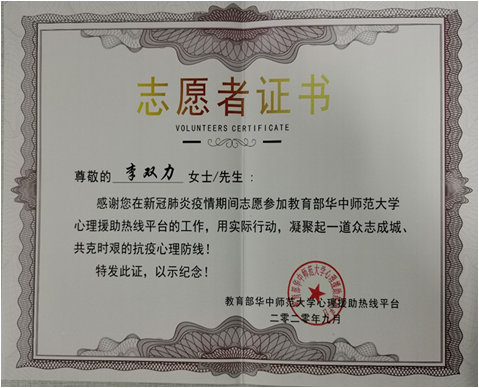 志愿者证书
VOLUNTEERS CERTIFICATE
尊敬的 李双力 女士/先生：
感谢您在新冠肺炎疫情期间志愿参加教育部华中师范大学
心理援助热线平台的工作，用实际行动，凝聚起一道众志成城、
共克时艰的抗疫心理防线！
特发此证，以示纪念！
教育部华中师范大学心理援助热线平台
二零二零年九月